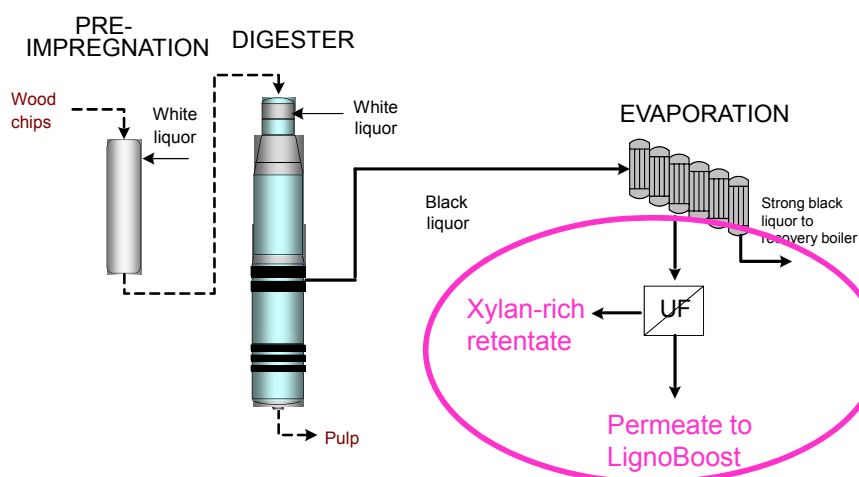 PRE-
IMPREGNATION
DIGESTER
Wood
chips
White
liquor
White
liquor
EVAPORATION
Black
liquor
Strong black
liquor to
recovery boiler
Xylan-rich
retentate
UF
Permeate to
LignoBoost
Pulp